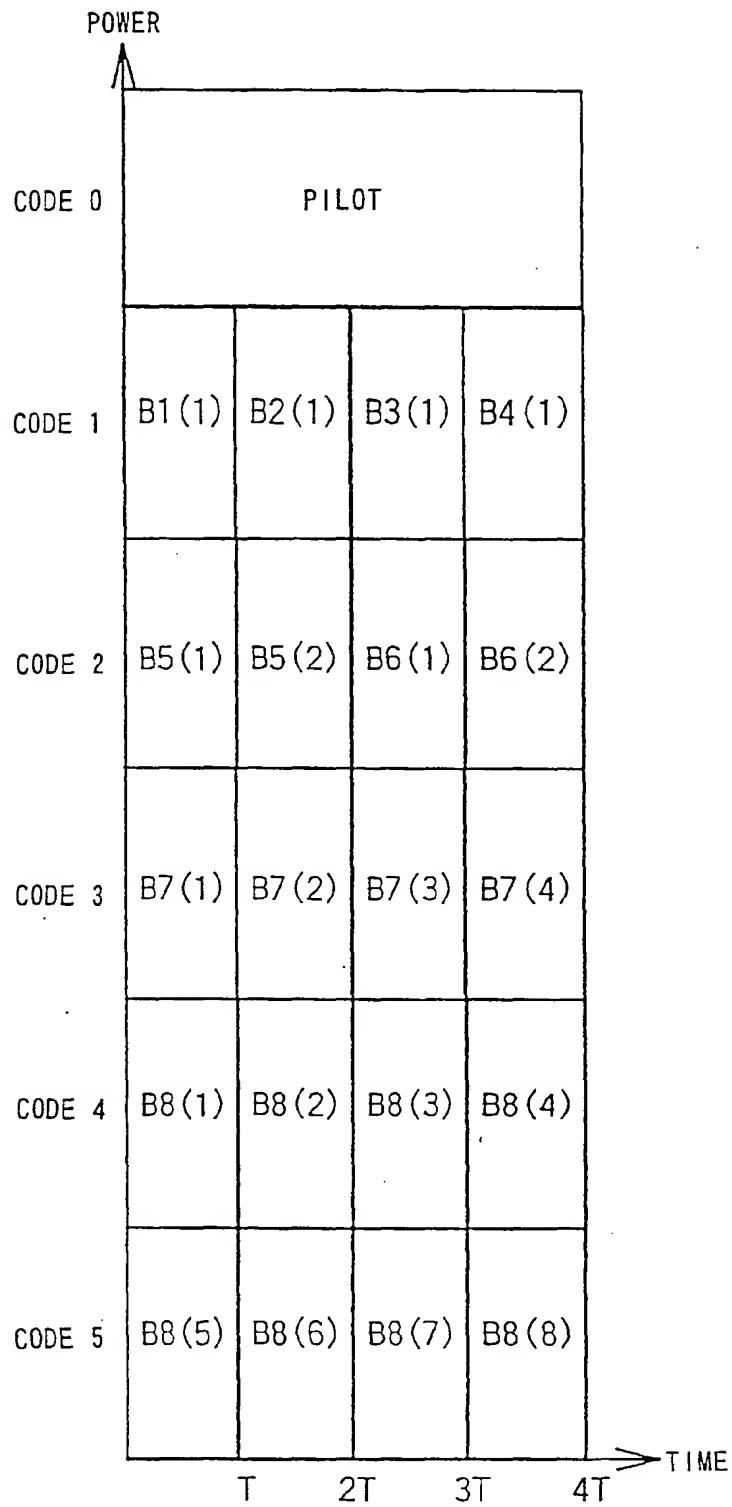 POWER
CODE 0 PILOT
CODE 1 B1(1) B2(1) B3(1) B4(1)
CODE 2 B5(1) B5(2) B6(1) B6(2)
CODE 3 B7(1) B7(2) B7(3) B7(4)
CODE 4 B8(1) B8(2) B8(3) B8(4)
CODE 5 B8(5) B8(6) B8(7) B8(8)
TIME
T 2T 3T 4T